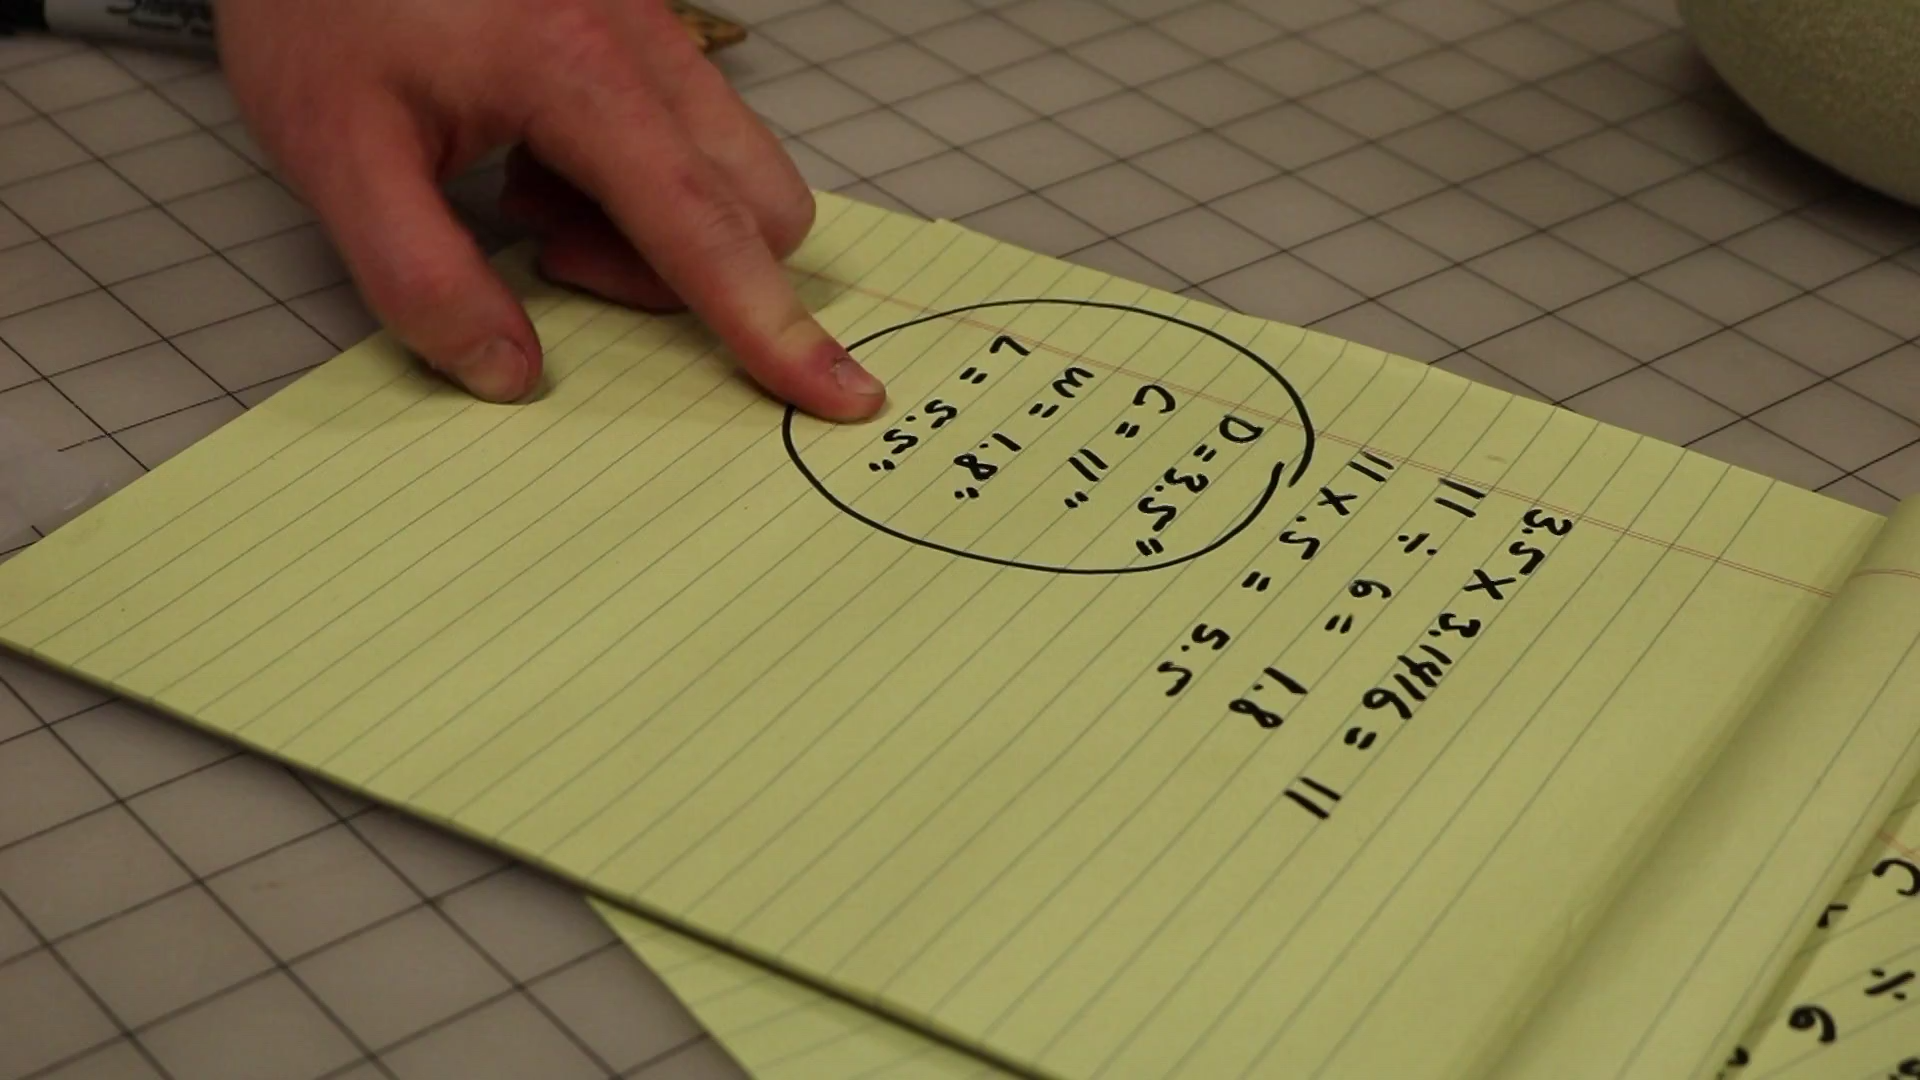 3.5 x 3.1416 = 11
11 ÷ 6 = 1.8
11 x .5 = 5.5
D = 3.5"
C = 11"
W = 1.8"
L = 5.5"
C
÷ 6